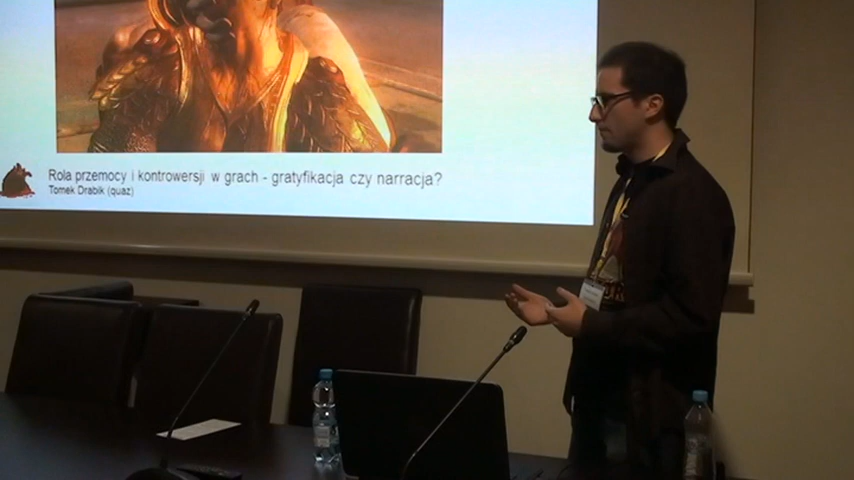 Rola przemocy i kontrowersji w grach - gratyfikacja czy narracja?
Tomek Drabik (quaz)